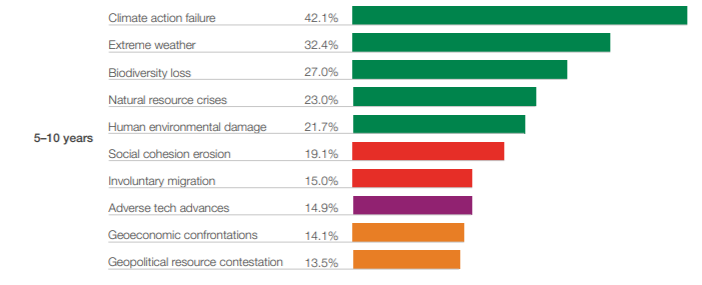 Climate action failure 42.1%
Extreme weather 32.4%
Biodiversity loss 27.0%
Natural resource crises 23.0%
Human environmental damage 21.7%
5–10 years
Social cohesion erosion 19.1%
Involuntary migration 15.0%
Adverse tech advances 14.9%
Geoeconomic confrontations 14.1%
Geopolitical resource contestation 13.5%